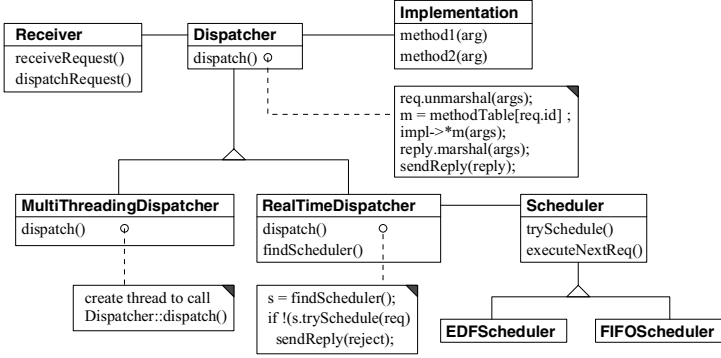 Receiver
receiveRequest()
dispatchRequest()
Dispatcher
dispatch()
Implementation
method1(arg)
method2(arg)
req.unmarshal(args);
m = methodTable[req.id] ;
impl->*m(args);
reply.marshal(args);
sendReply(reply);
MultiThreadingDispatcher
dispatch()
RealTimeDispatcher
dispatch()
findScheduler()
Scheduler
trySchedule()
executeNextReq()
create thread to call
Dispatcher::dispatch()
s = findScheduler();
if !(s.trySchedule(req)
sendReply(reject);
EDFScheduler
FIFOScheduler